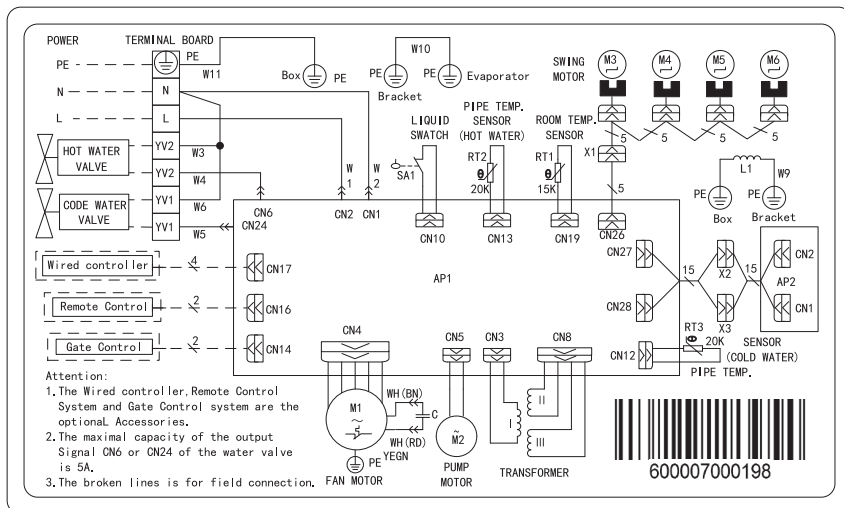 POWER
TERMINAL BOARD
PE
PE
W11
N
N
L
L
HOT WATER
VALVE
YV2
W3
YV2
W4
CODE WATER
VALVE
YV1
W6
YV1
W5
Box
PE
W10
PE
PE
Bracket
Evaporator
SWING
MOTOR
M3
M4
M5
M6
5
5
5
5
X1
5
LIQUID
SWATCH
SA1
PIPE TEMP.
SENSOR
(HOT WATER)
RT2
θ
20K
ROOM TEMP.
SENSOR
RT1
θ
15K
L1
W9
PE
PE
Box
Bracket
W
1
W
2
CN6
CN24
CN2
CN1
CN10
CN13
CN19
CN26
Wired controller
4
CN17
Remote Control
2
CN16
Gate Control
2
CN14
AP1
CN27
CN28
15
X2
X3
15
CN2
AP2
CN1
CN12
RT3
θ
20K
SENSOR
(COLD WATER)
PIPE TEMP.
CN4
CN5
CN3
CN8
M1
~
WH(BN)
C
WH(RD)
YEGN
PE
FAN MOTOR
~
M2
PUMP
MOTOR
I
II
III
TRANSFORMER
Attention:
1. The Wired controller, Remote Control
System and Gate Control system are the
optionaL Accessories.
2. The maximal capacity of the output
Signal CN6 or CN24 of the water valve
is 5A.
3. The broken lines is for field connection.
600007000198